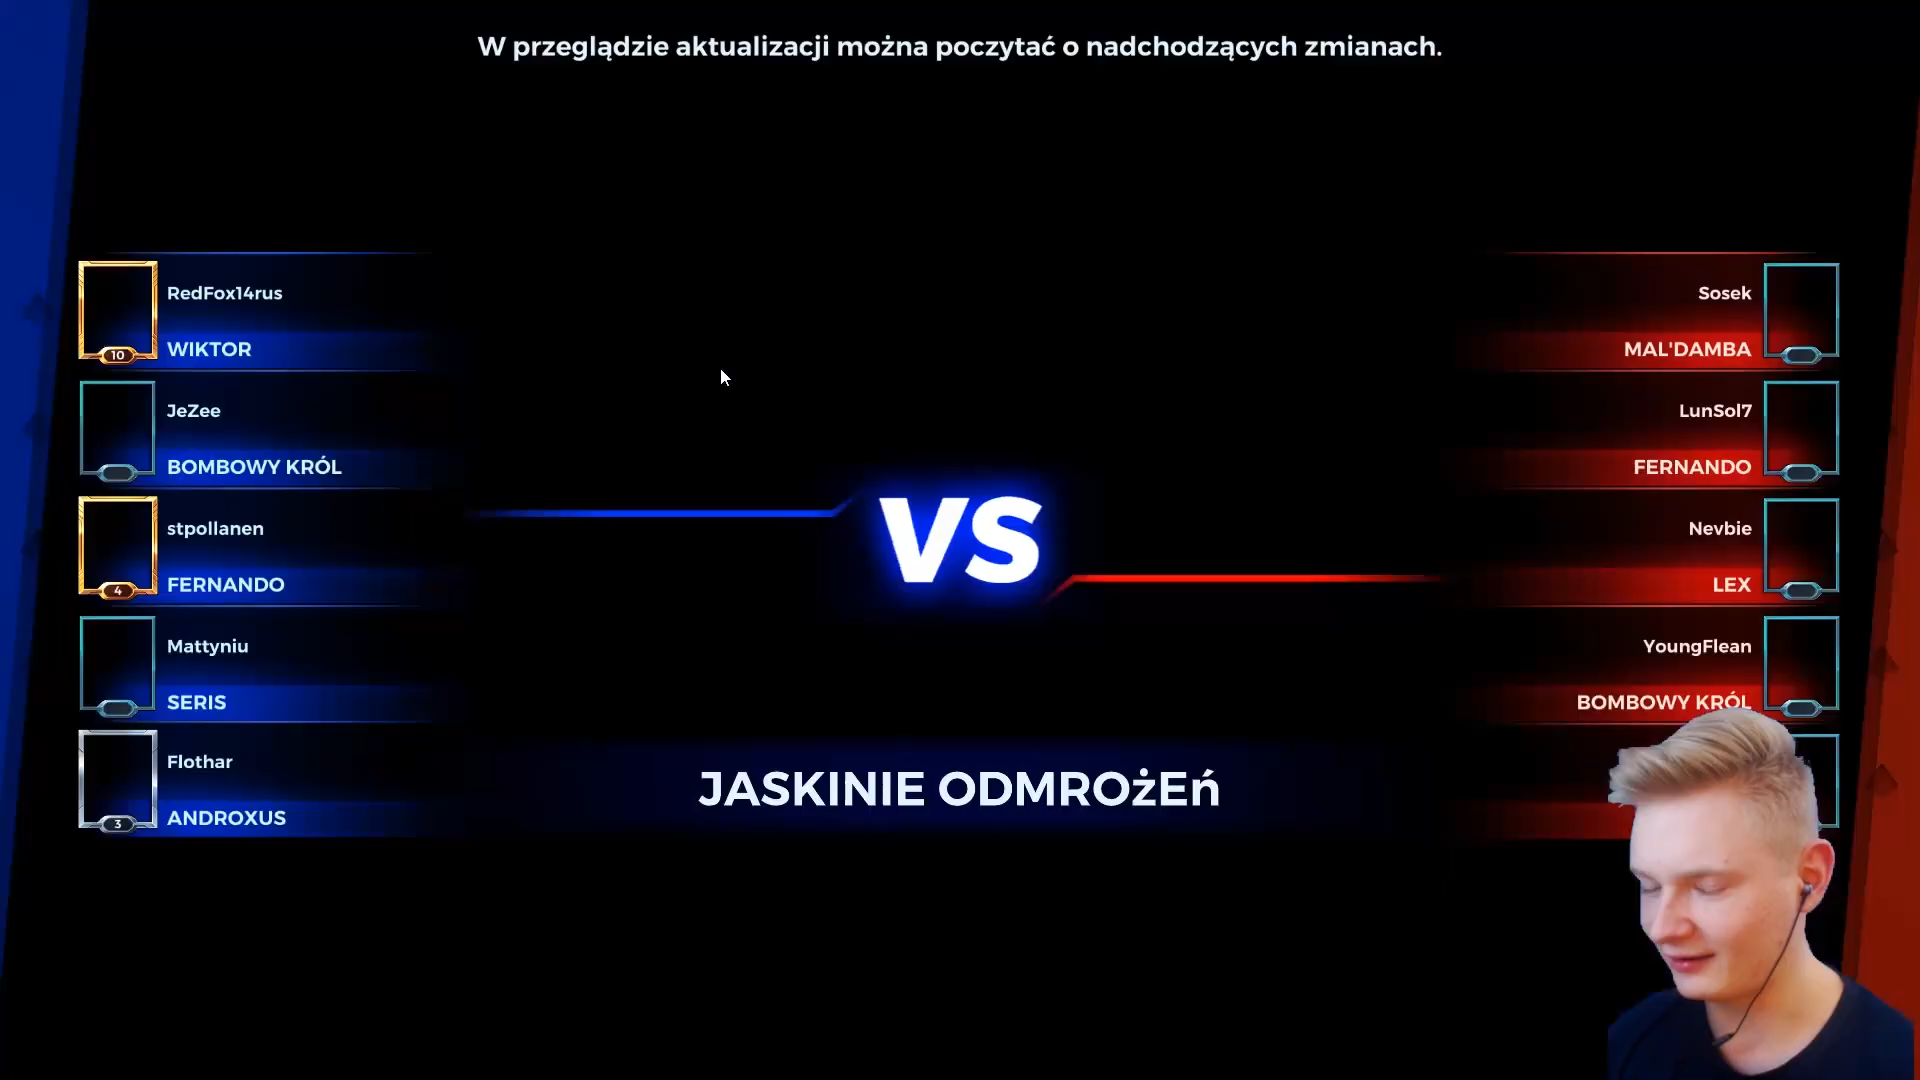 W przeglądzie aktualizacji można poczytać o nadchodzących zmianach.
RedFox14rus
10
WIKTOR
JeZee
BOMBOWY KRÓL
stpollanen
4
FERNANDO
Mattyniu
SERIS
Flothar
3
ANDROXUS
VS
JASKINIE ODMROżEń
Sosek
MAL'DAMBA
LunSol7
FERNANDO
Nevbie
LEX
YoungFlean
BOMBOWY KRÓL